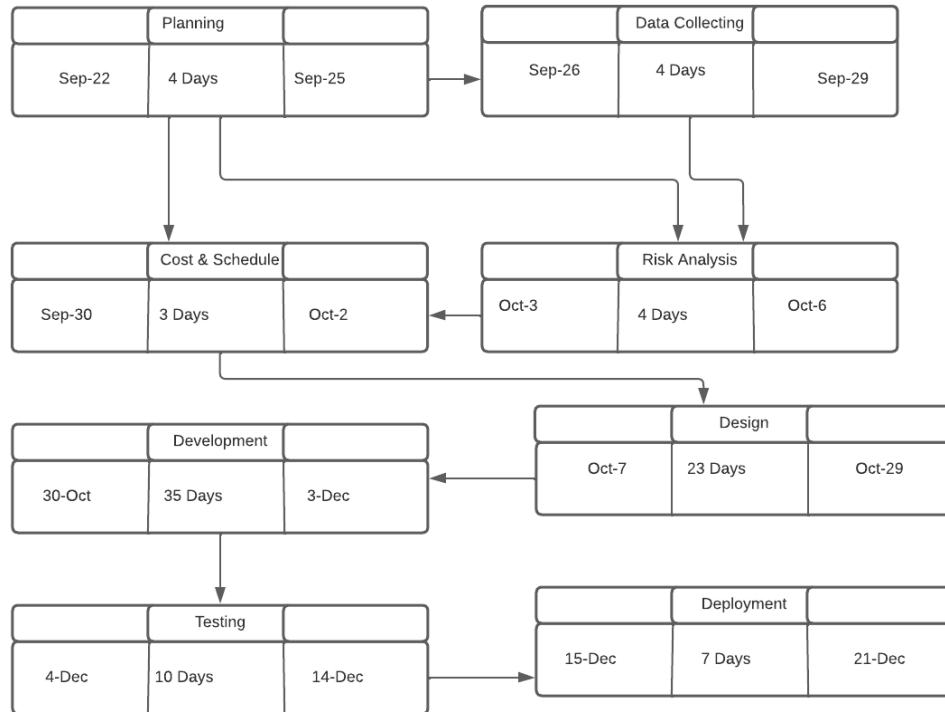 Planning
Sep-22 4 Days Sep-25
Data Collecting
Sep-26 4 Days Sep-29
Cost & Schedule
Sep-30 3 Days Oct-2
Risk Analysis
Oct-3 4 Days Oct-6
Design
Oct-7 23 Days Oct-29
Development
30-Oct 35 Days 3-Dec
Testing
4-Dec 10 Days 14-Dec
Deployment
15-Dec 7 Days 21-Dec